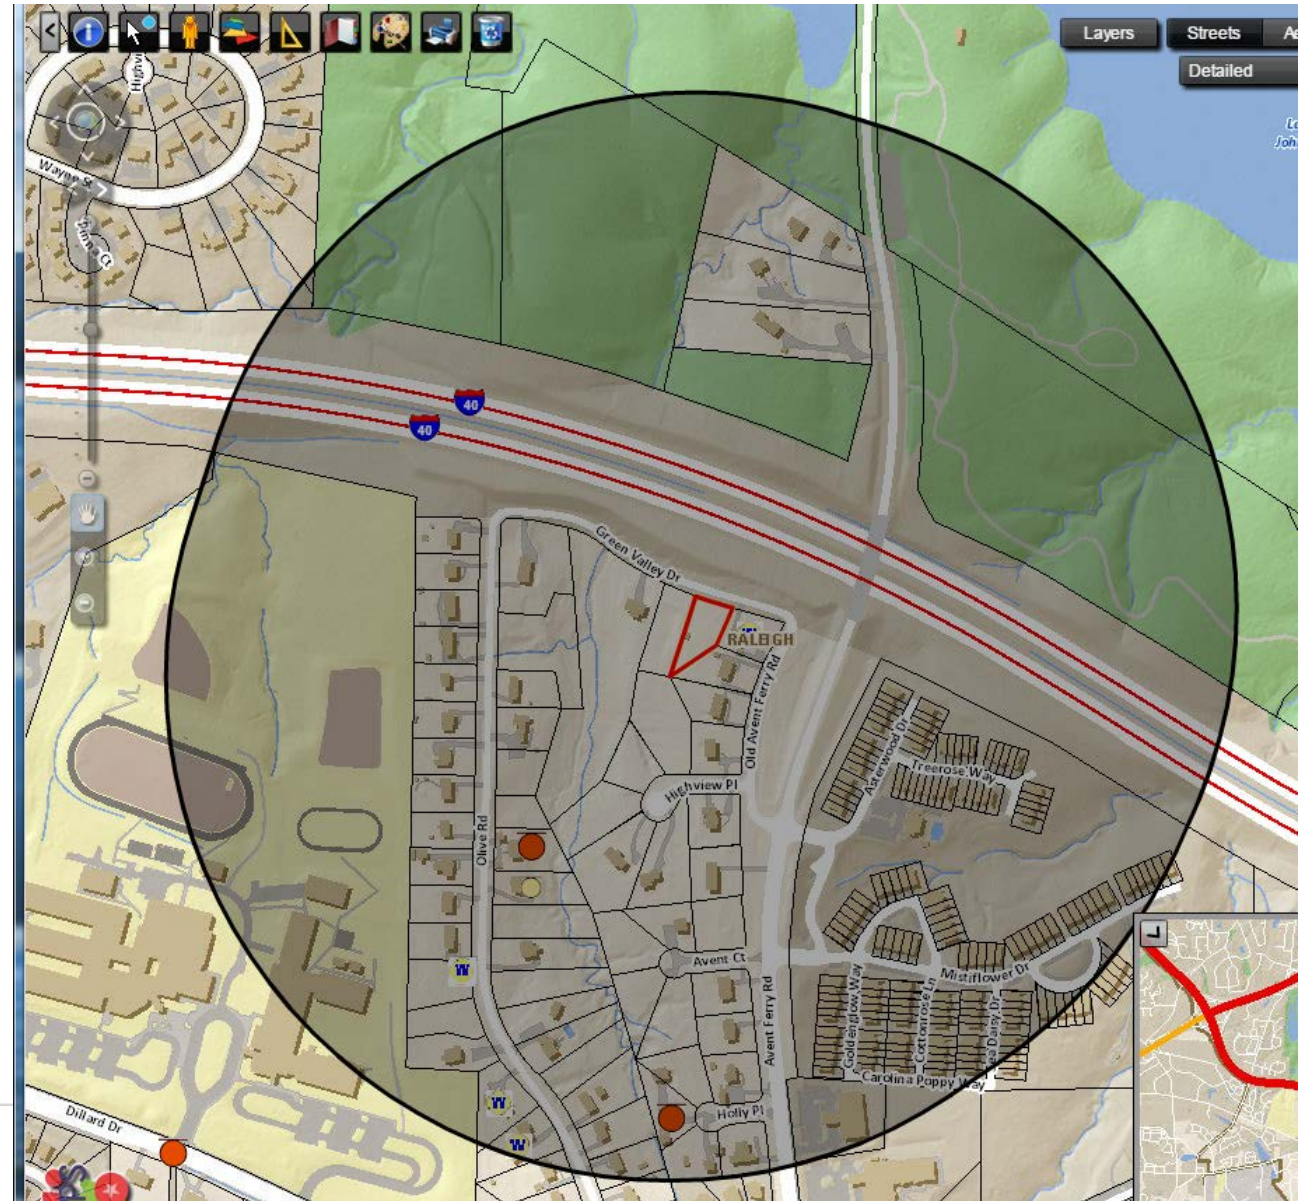 Layers
Streets
Detailed
Wayne
40
40
Green Valley Dr
RALEIGH
Old Avent Ferry Rd
Asterwood Dr
Treerose Way
Highview Pl
Olive Rd
W
Avent Ct
Mistiflower Dr
Goldenglow Way
Cottonrose Ln
Daisy Dr
Avent Ferry Rd
Carolina Poppy Way
W
W
Holly Pl
Dillard Dr